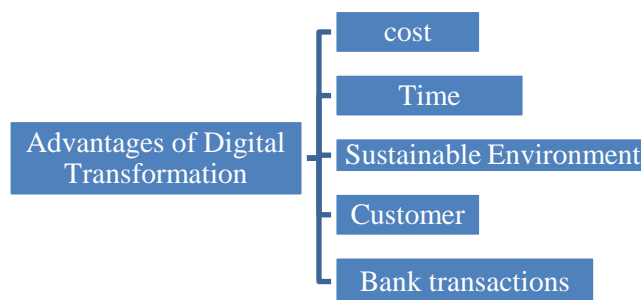 Advantages of Digital
Transformation
cost
Time
Sustainable Environment
Customer
Bank transactions